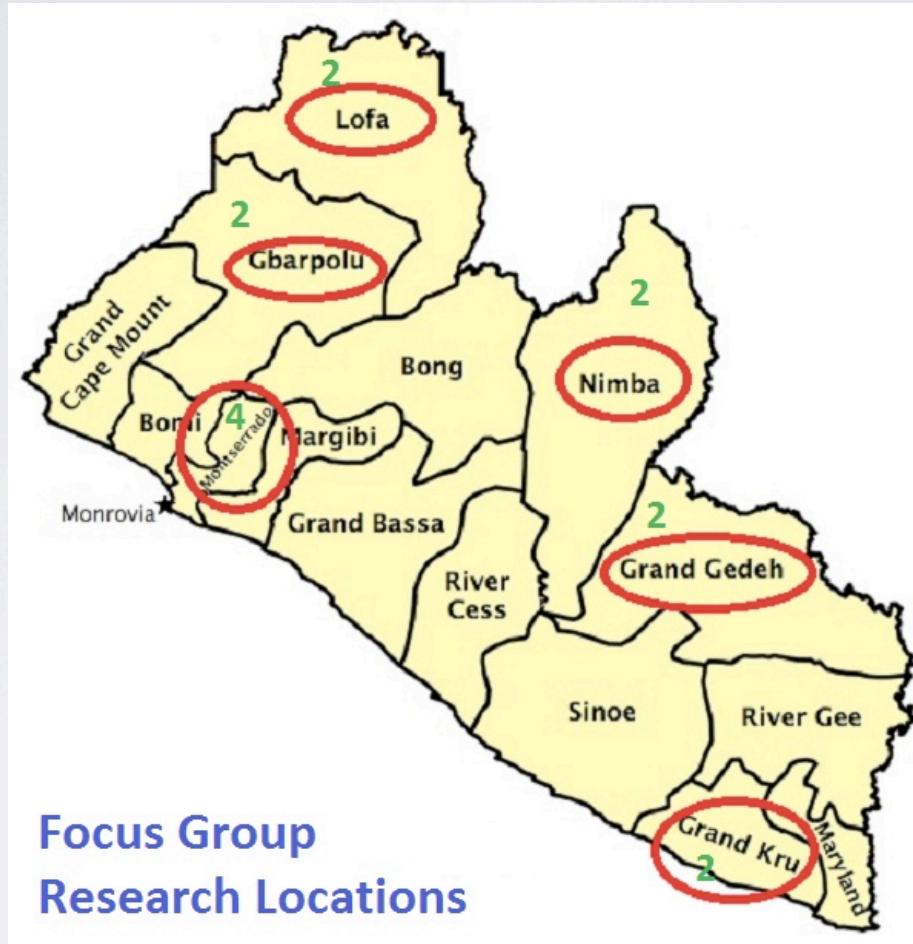 2
Lofa
2
Gbarpolu
2
Grand
Cape Mount
Bong
Nimba
4
Bomi
Montserrado
Margibi
Monrovia
2
Grand Bassa
Grand Gedeh
River
Cess
Sinoe
River Gee
Grand Kru
2
Maryland
Focus Group
Research Locations